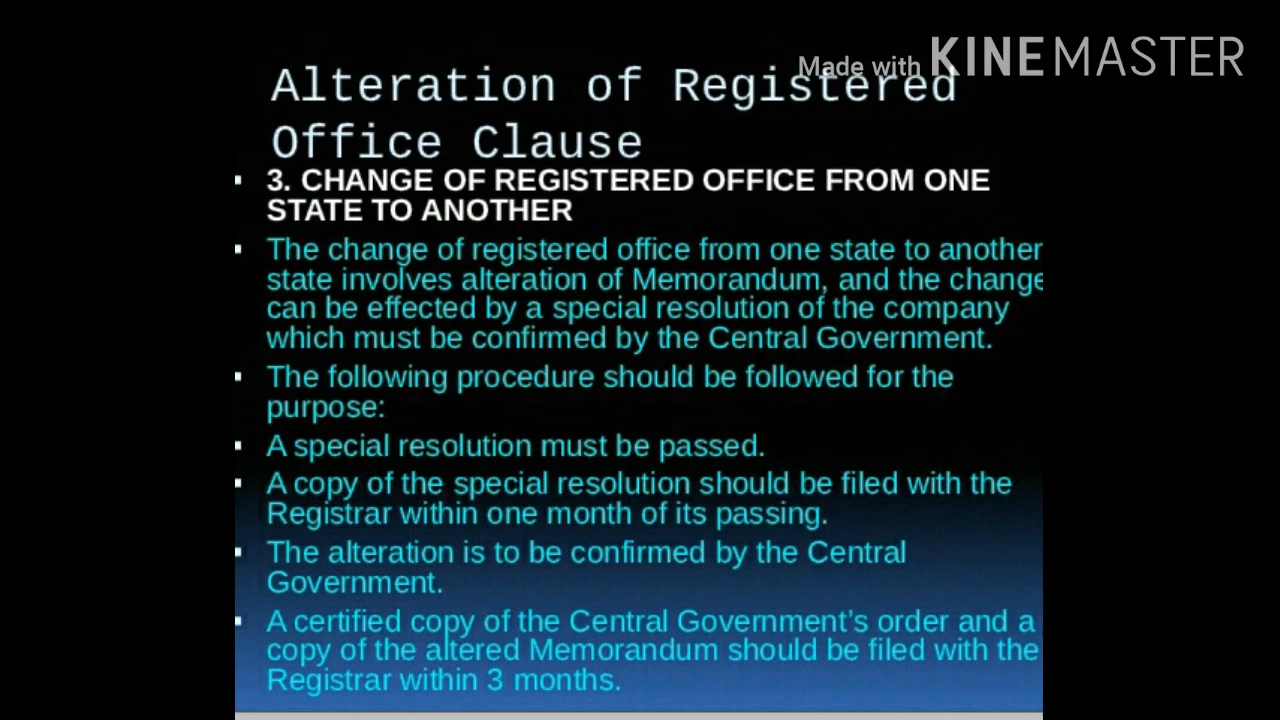 Made with KINEMASTER
Alteration of Registered
Office Clause
▪ 3. CHANGE OF REGISTERED OFFICE FROM ONE
STATE TO ANOTHER
▪ The change of registered office from one state to another
state involves alteration of Memorandum, and the change
can be effected by a special resolution of the company
which must be confirmed by the Central Government.
▪ The following procedure should be followed for the
purpose:
▪ A special resolution must be passed.
▪ A copy of the special resolution should be filed with the
Registrar within one month of its passing.
▪ The alteration is to be confirmed by the Central
Government.
▪ A certified copy of the Central Government's order and a
copy of the altered Memorandum should be filed with the
Registrar within 3 months.